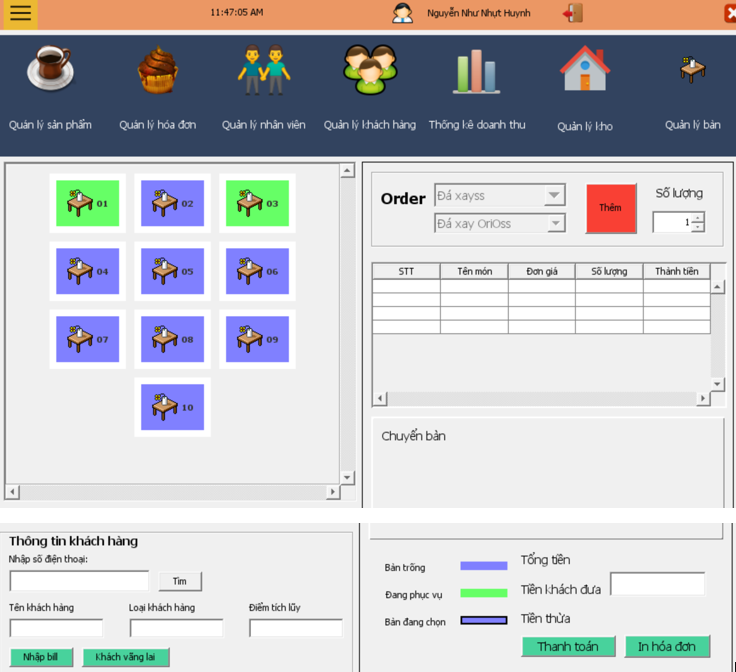 11:47:05 AM Nguyễn Như Nhựt Huynh
Quản lý sản phẩm Quản lý hóa đơn Quản lý nhân viên Quản lý khách hàng Thống kê doanh thu Quản lý kho Quản lý bàn
01 02 03
04 05 06
07 08 09
10
Order Đá xayss Thêm Số lượng
Đá xay OriOss 1
STT Tên món Đơn giá Số lượng Thành tiền
Chuyển bàn
Thông tin khách hàng
Nhập số điện thoại:
Tìm
Tên khách hàng Loại khách hàng Điểm tích lũy
Nhập bill Khách vãng lai
Bàn trống Tổng tiền
Đang phục vụ Tiền khách đưa
Bàn đang chọn Tiền thừa
Thanh toán In hóa đơn